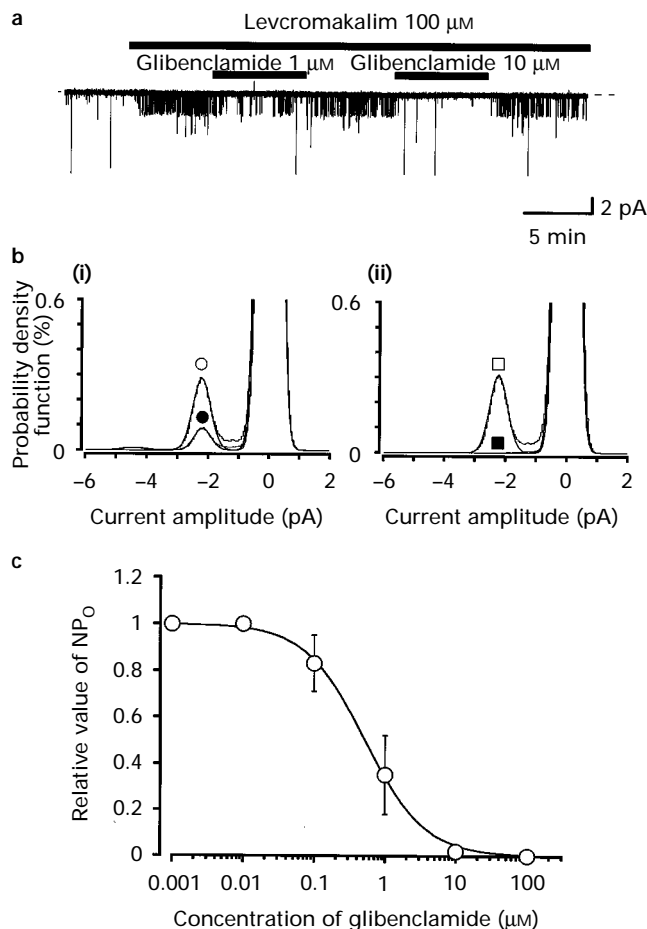 a
Levcromakalim 100 μM
Glibenclamide 1 μM Glibenclamide 10 μM
2 pA
5 min
b
(i) (ii)
Probability density
function (%)
0.6
0
–6 –4 –2 0 2
Current amplitude (pA)
0.6
0
–6 –4 –2 0 2
Current amplitude (pA)
c
Relative value of NPO
1.2
1
0.8
0.6
0.4
0.2
0
0.001 0.01 0.1 1 10 100
Concentration of glibenclamide (μM)